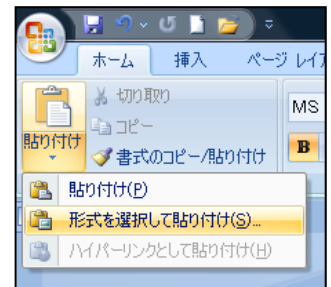 ホーム 挿入 ページ レイア
切り取り
コピー
書式のコピー/貼り付け
貼り付け
MS
B
貼り付け(P)
形式を選択して貼り付け(S)...
ハイパーリンクとして貼り付け(H)